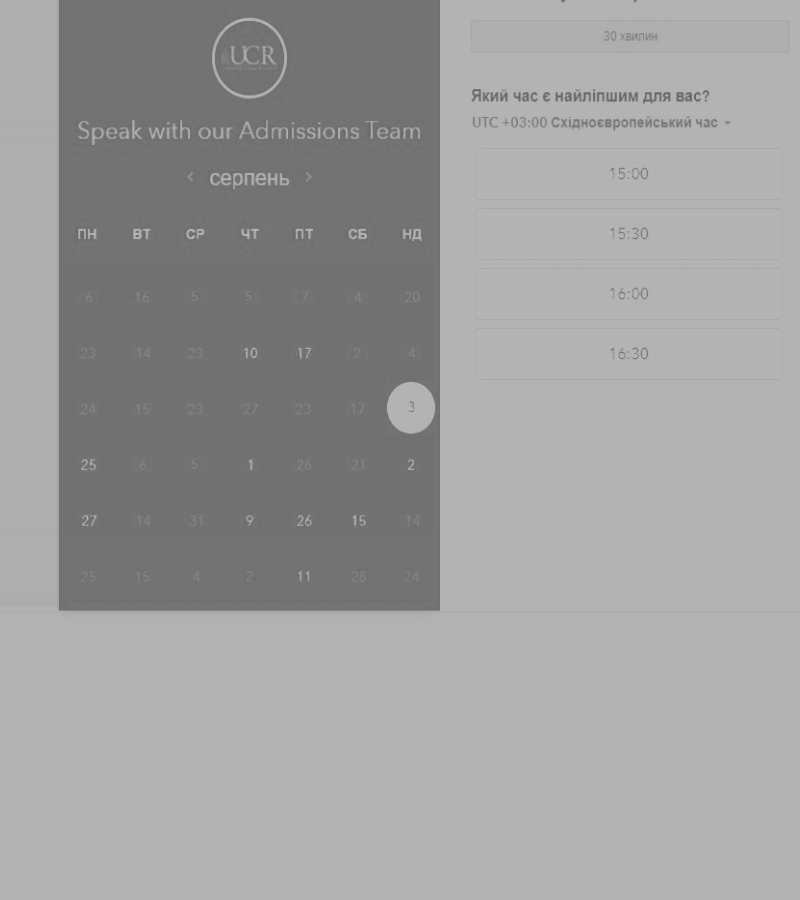 UCR
Speak with our Admissions Team
‹ серпень ›
ПН ВТ СР ЧТ ПТ СБ НД
6 16 5 5 7 4 20
23 14 23 10 17 2 4
24 15 23 27 23 17 3
25 6 5 1 26 21 2
27 14 31 9 26 15 14
25 15 4 2 11 28 24
30 хвилин
Який час є найліпшим для вас?
UTC +03:00 Східноєвропейський час
15:00
15:30
16:00
16:30